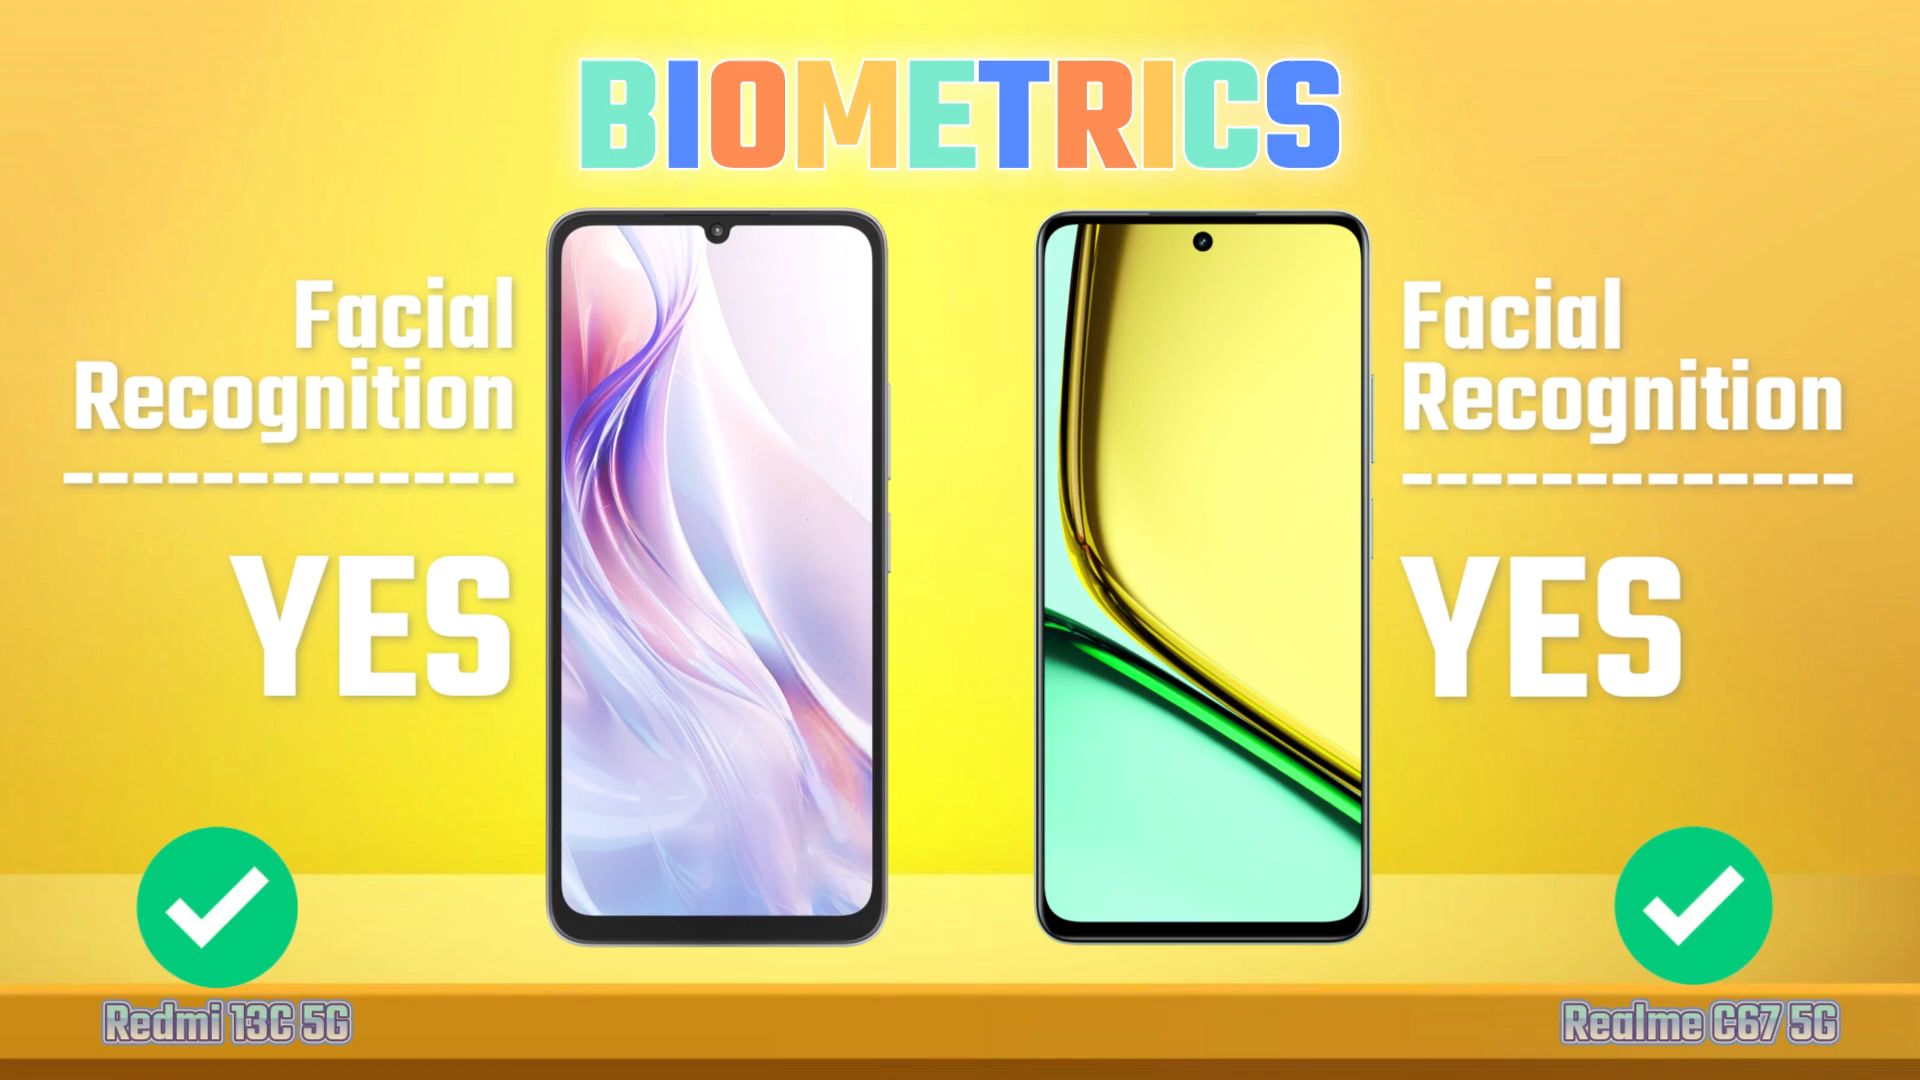 BIOMETRICS
Facial
Recognition
YES
Facial
Recognition
YES
Redmi 13C 5G
Realme C67 5G